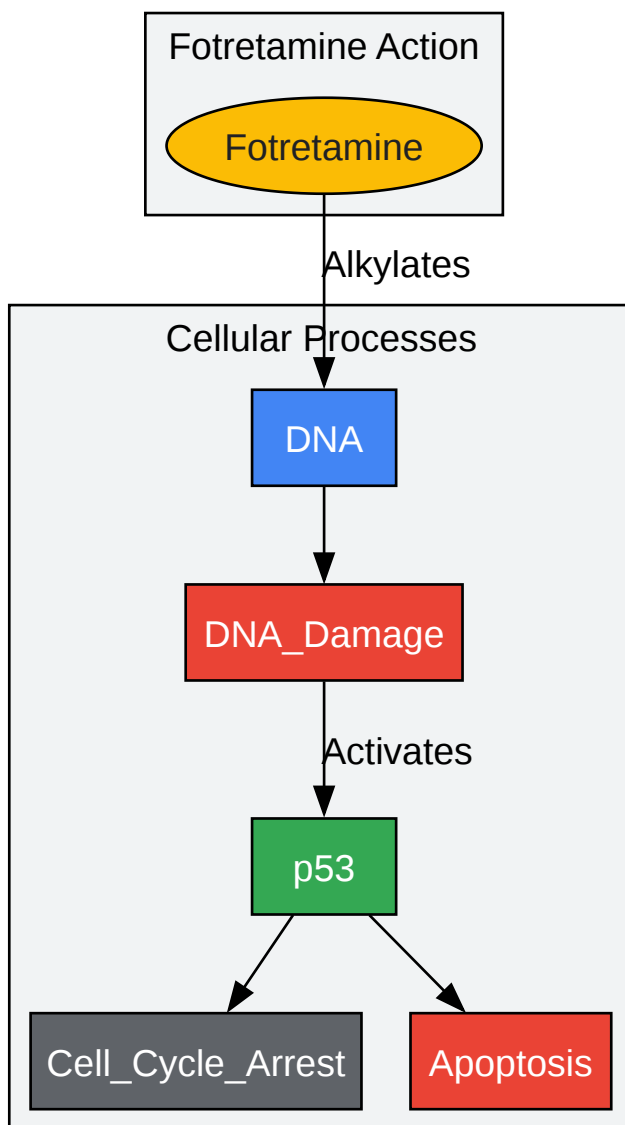 Fotretamine Action
Fotretamine
Alkylates
Cellular Processes
DNA
DNA_Damage
Activates
p53
Cell_Cycle_Arrest
Apoptosis